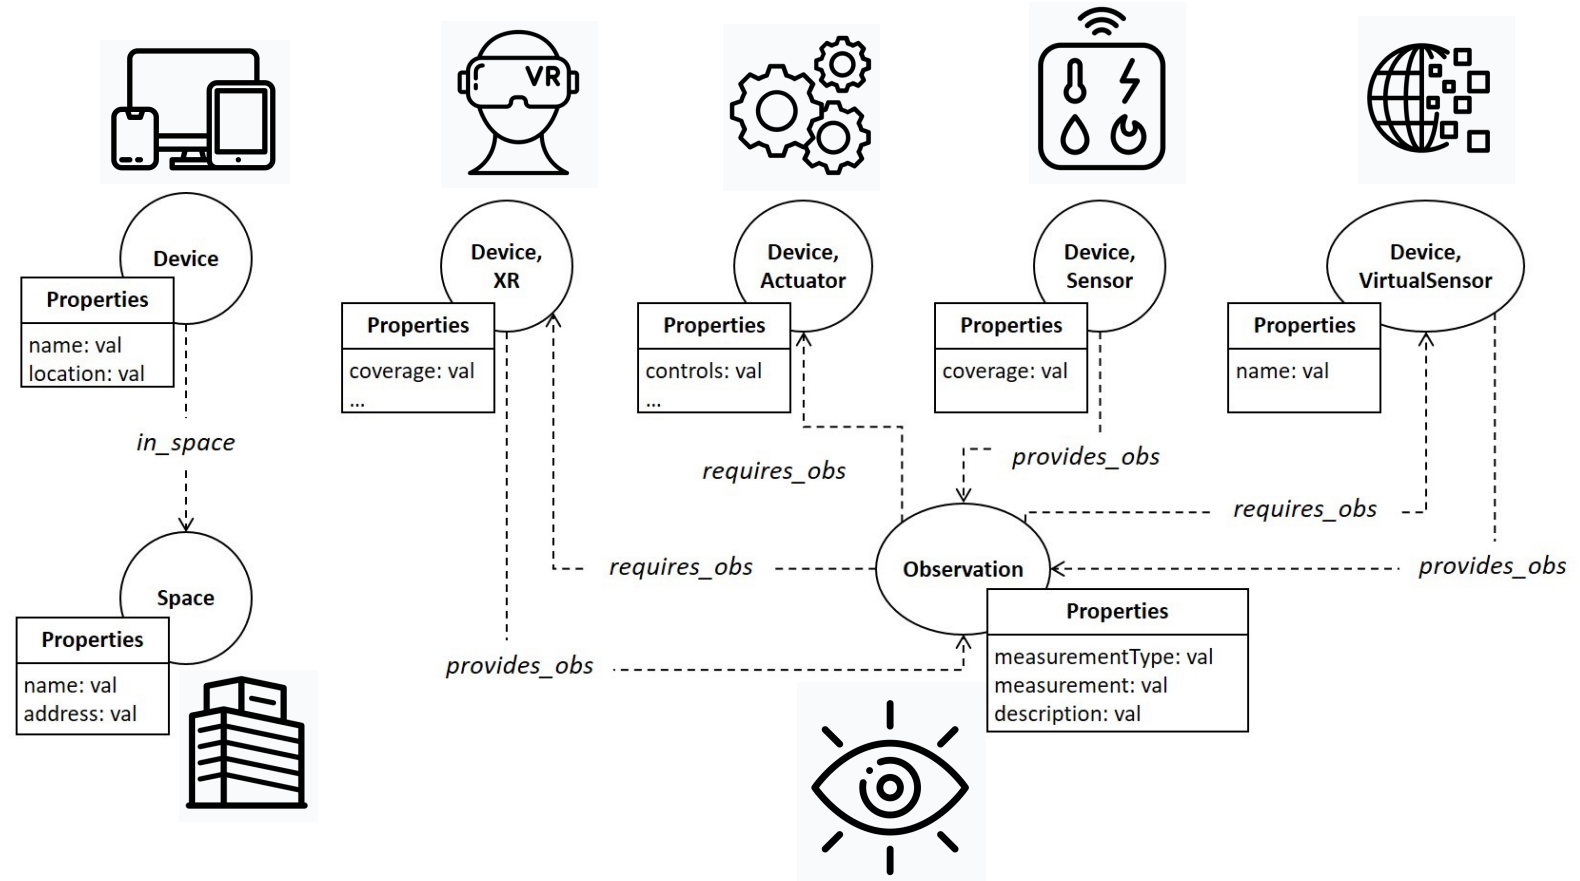 VR
Device
Properties
name: val
location: val
in_space
Space
Properties
name: val
address: val
Device,
XR
Properties
coverage: val
...
Device,
Actuator
Properties
controls: val
...
Device,
Sensor
Properties
coverage: val
Device,
VirtualSensor
Properties
name: val
requires_obs
provides_obs
requires_obs
requires_obs
provides_obs
provides_obs
Observation
Properties
measurementType: val
measurement: val
description: val